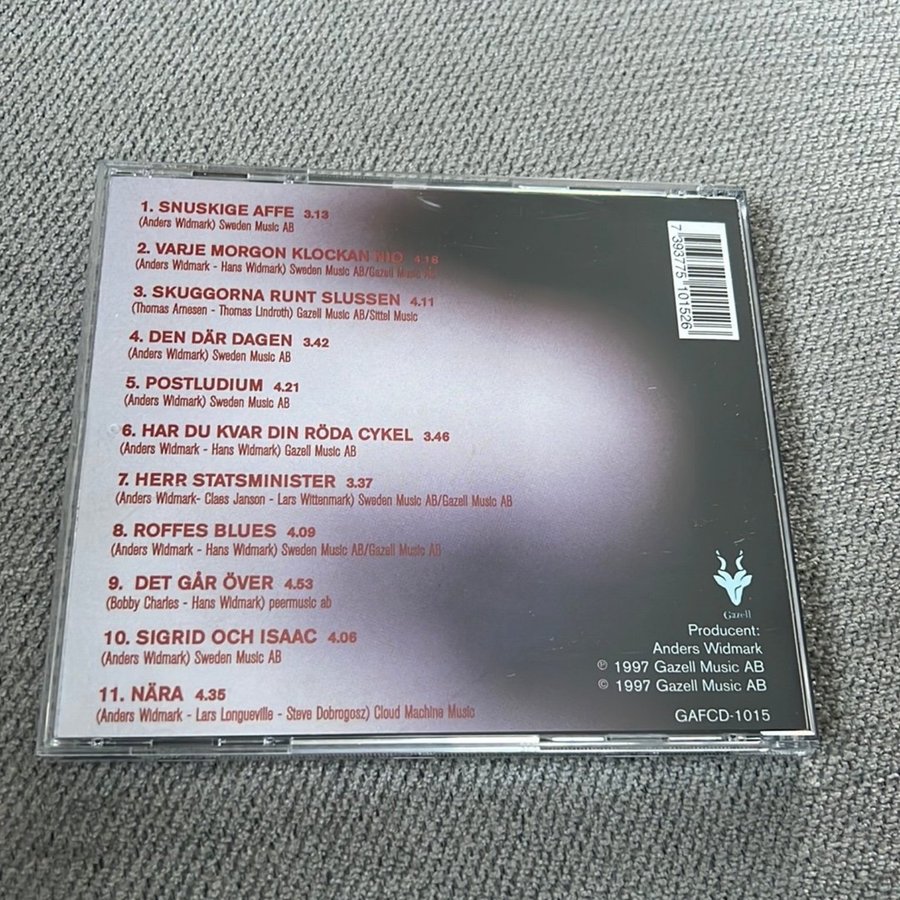 1. SNUSKIGE AFFE 3.13
(Anders Widmark) Sweden Music AB
2. VARJE MORGON KLOCKAN NIO 4.16
(Anders Widmark - Hans Widmark) Sweden Music AB/Gazell Music AB
3. SKUGGORNA RUNT SLUSSEN 4.11
(Thomas Arnesen - Thomas Lindroth) Gazell Music AB/Sittel Music
4. DEN DÄR DAGEN 3.42
(Anders Widmark) Sweden Music AB
5. POSTLUDIUM 4.21
(Anders Widmark) Sweden Music AB
6. HAR DU KVAR DIN RÖDA CYKEL 3.46
(Anders Widmark - Hans Widmark) Gazell Music AB
7. HERR STATSMINISTER 3.37
(Anders Widmark- Claes Janson - Lars Wittenmark) Sweden Music AB/Gazell Music AB
8. ROFFES BLUES 4.09
(Anders Widmark - Hans Widmark) Sweden Music AB/Gazell Music AB
9. DET GÅR ÖVER 4.53
(Bobby Charles - Hans Widmark) peermusic ab
10. SIGRID OCH ISAAC 4.06
(Anders Widmark) Sweden Music AB
11. NÄRA 4.35
(Anders Widmark - Lars Longueville - Steve Dobrogosz) Cloud Machine Music
7 393775 101526
Gazell
Producent:
Anders Widmark
℗ 1997 Gazell Music AB
© 1997 Gazell Music AB
GAFCD-1015